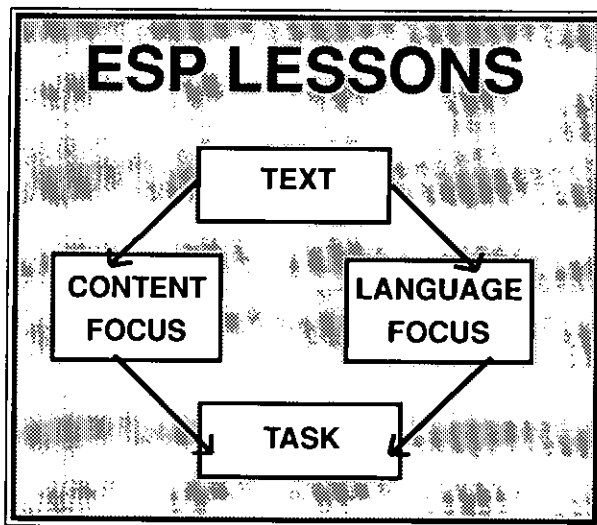 ESP LESSONS
TEXT
CONTENT
FOCUS
LANGUAGE
FOCUS
TASK